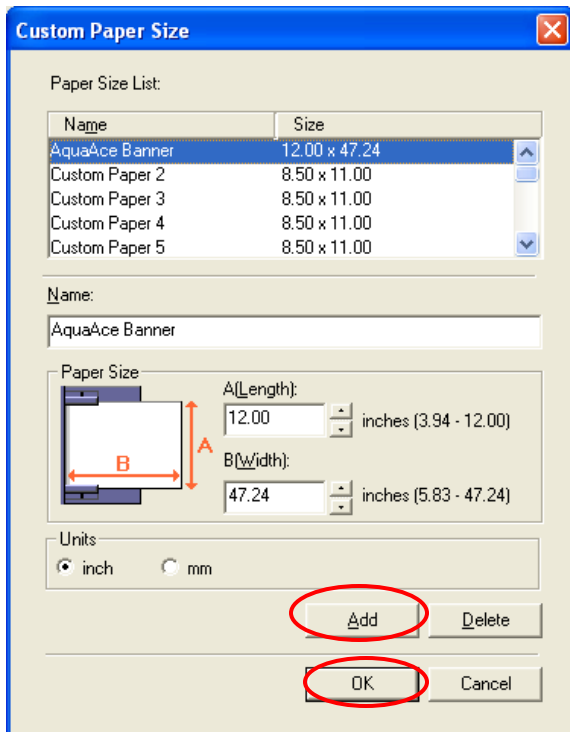 Custom Paper Size
Paper Size List:
Name Size
AquaAce Banner 12.00 x 47.24
Custom Paper 2 8.50 x 11.00
Custom Paper 3 8.50 x 11.00
Custom Paper 4 8.50 x 11.00
Custom Paper 5 8.50 x 11.00
Name:
AquaAce Banner
Paper Size
A(Length):
12.00 inches (3.94 - 12.00)
A
B
B(Width):
47.24 inches (5.83 - 47.24)
Units
inch mm
Add Delete
OK Cancel